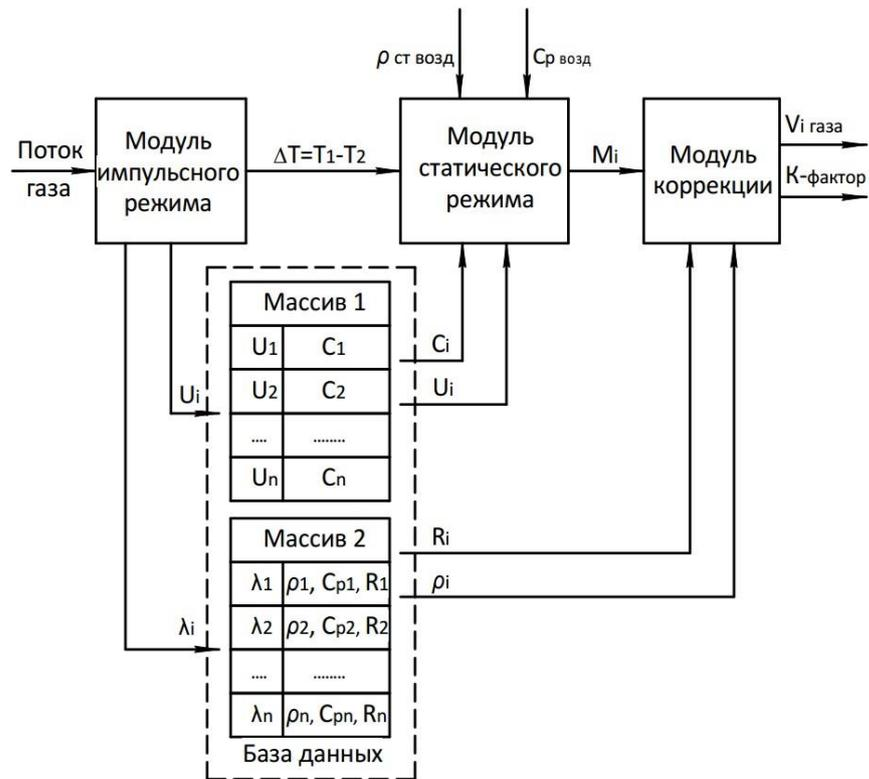 ρ ст возд
Cp возд
Поток
газа
Модуль
импульсного
режима
ΔT=T1-T2
Модуль
статического
режима
Mi
Модуль
коррекции
Vi газа
К-фактор
Массив 1
U1 C1
U2 C2
.... ........
Un Cn
Ui
Ci
Ui
Массив 2
λ1 ρ1, Cp1, R1
λ2 ρ2, Cp2, R2
.... ........
λn ρn, Cpn, Rn
λi
Ri
ρi
База данных